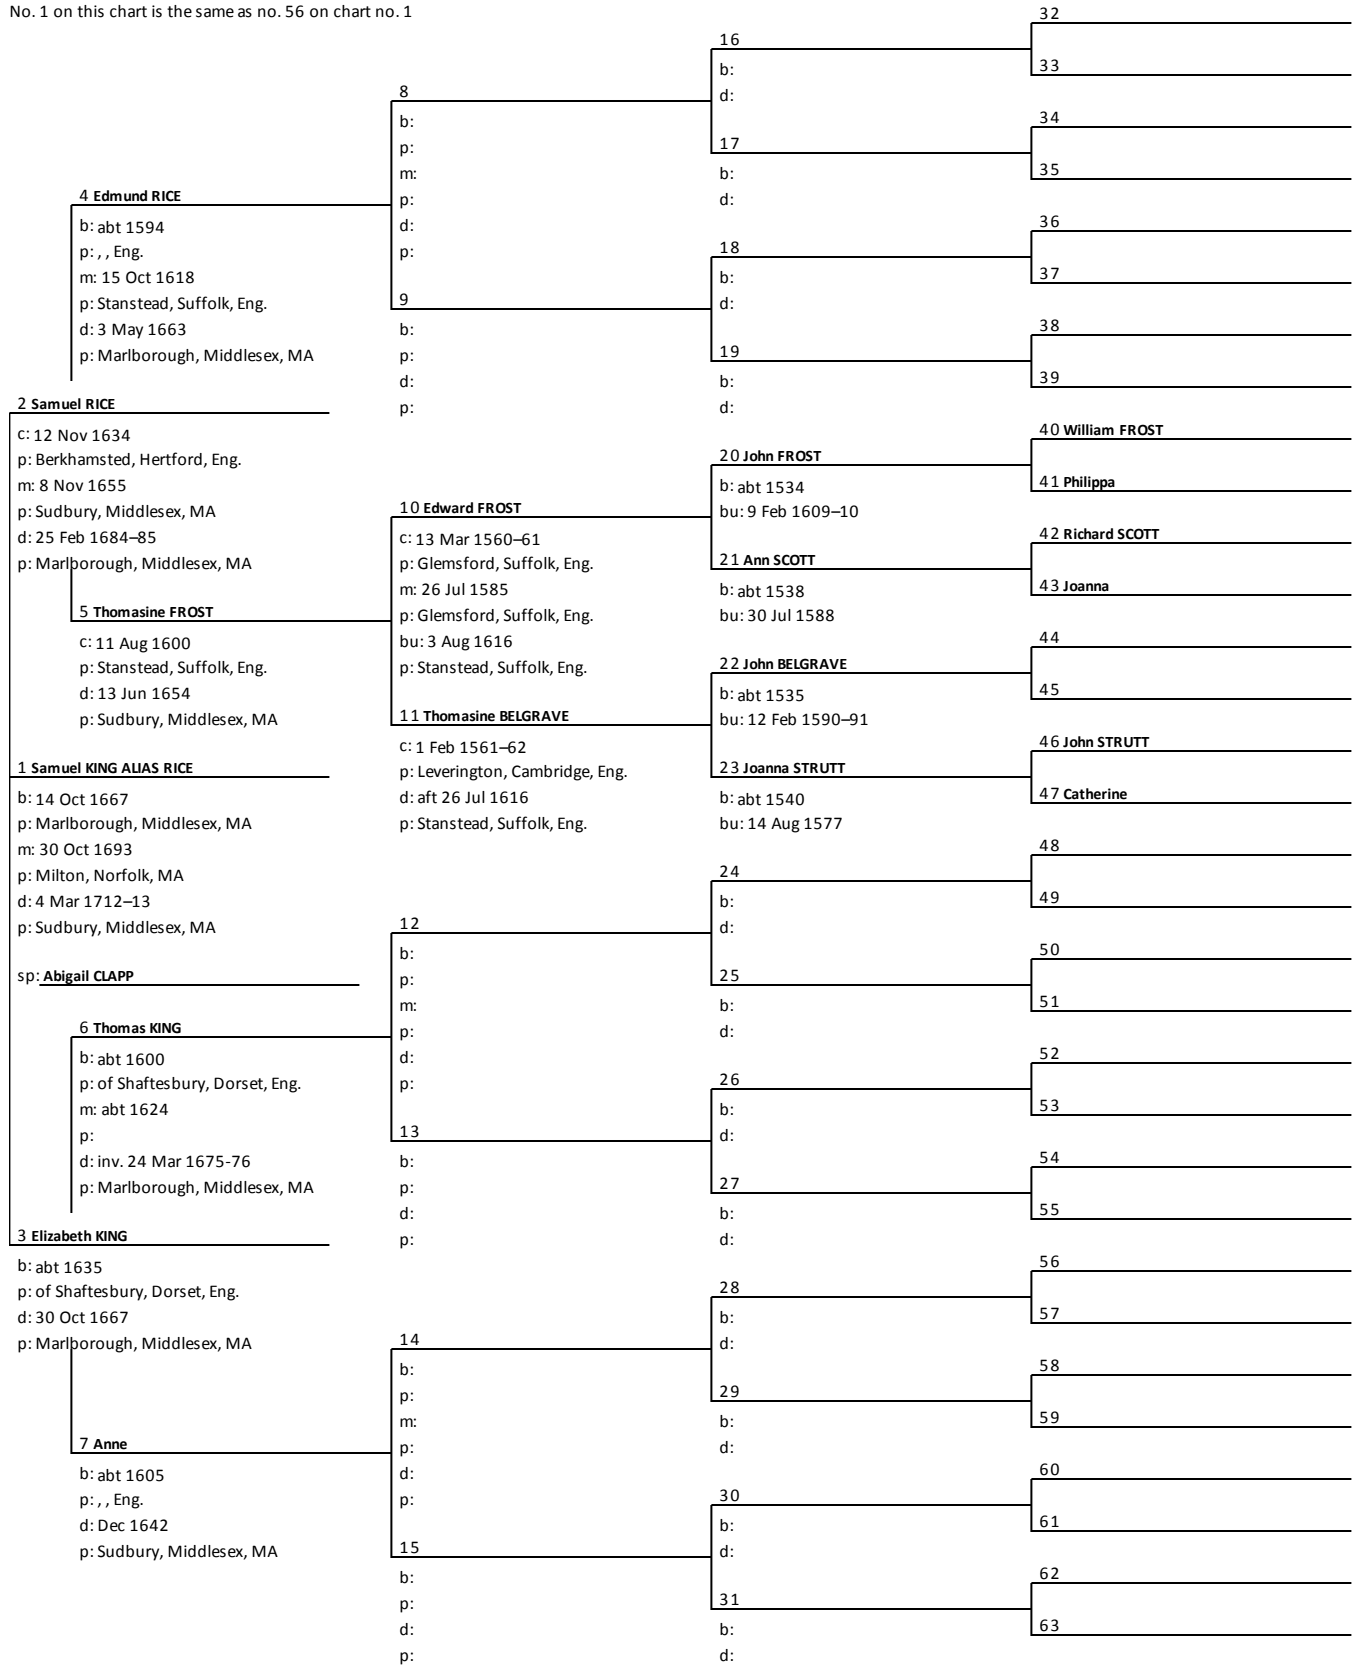 No. 1 on this chart is the same as no. 56 on chart no. 1
2 Samuel RICE
c: 12 Nov 1634
p: Berkhamsted, Hertford, Eng.
m: 8 Nov 1655
p: Sudbury, Middlesex, MA
d: 25 Feb 1684–85
p: Marlborough, Middlesex, MA
1 Samuel KING ALIAS RICE
b: 14 Oct 1667
p: Marlborough, Middlesex, MA
m: 30 Oct 1693
p: Milton, Norfolk, MA
d: 4 Mar 1712–13
p: Sudbury, Middlesex, MA
sp: Abigail CLAPP
3 Elizabeth KING
b: abt 1635
p: of Shaftesbury, Dorset, Eng.
d: 30 Oct 1667
p: Marlborough, Middlesex, MA
4 Edmund RICE
b: abt 1594
p: , , Eng.
m: 15 Oct 1618
p: Stanstead, Suffolk, Eng.
d: 3 May 1663
p: Marlborough, Middlesex, MA
5 Thomasine FROST
c: 11 Aug 1600
p: Stanstead, Suffolk, Eng.
d: 13 Jun 1654
p: Sudbury, Middlesex, MA
6 Thomas KING
b: abt 1600
p: of Shaftesbury, Dorset, Eng.
m: abt 1624
p:
d: inv. 24 Mar 1675-76
p: Marlborough, Middlesex, MA
7 Anne
b: abt 1605
p: , , Eng.
d: Dec 1642
p: Sudbury, Middlesex, MA
8
b:
p:
m:
p:
d:
p:
9
b:
p:
d:
p:
10 Edward FROST
c: 13 Mar 1560–61
p: Glemsford, Suffolk, Eng.
m: 26 Jul 1585
p: Glemsford, Suffolk, Eng.
bu: 3 Aug 1616
p: Stanstead, Suffolk, Eng.
11 Thomasine BELGRAVE
c: 1 Feb 1561–62
p: Leverington, Cambridge, Eng.
d: aft 26 Jul 1616
p: Stanstead, Suffolk, Eng.
12
b:
p:
m:
p:
d:
p:
13
b:
p:
d:
p:
14
b:
p:
m:
p:
d:
p:
15
b:
p:
d:
p:
16
b:
d:
17
b:
d:
18
b:
d:
19
b:
d:
20 John FROST
b: abt 1534
bu: 9 Feb 1609–10
21 Ann SCOTT
b: abt 1538
bu: 30 Jul 1588
22 John BELGRAVE
b: abt 1535
bu: 12 Feb 1590–91
23 Joanna STRUTT
b: abt 1540
bu: 14 Aug 1577
24
b:
d:
25
b:
d:
26
b:
d:
27
b:
d:
28
b:
d:
29
b:
d:
30
b:
d:
31
b:
d:
32
33
34
35
36
37
38
39
40 William FROST
41 Philippa
42 Richard SCOTT
43 Joanna
44
45
46 John STRUTT
47 Catherine
48
49
50
51
52
53
54
55
56
57
58
59
60
61
62
63